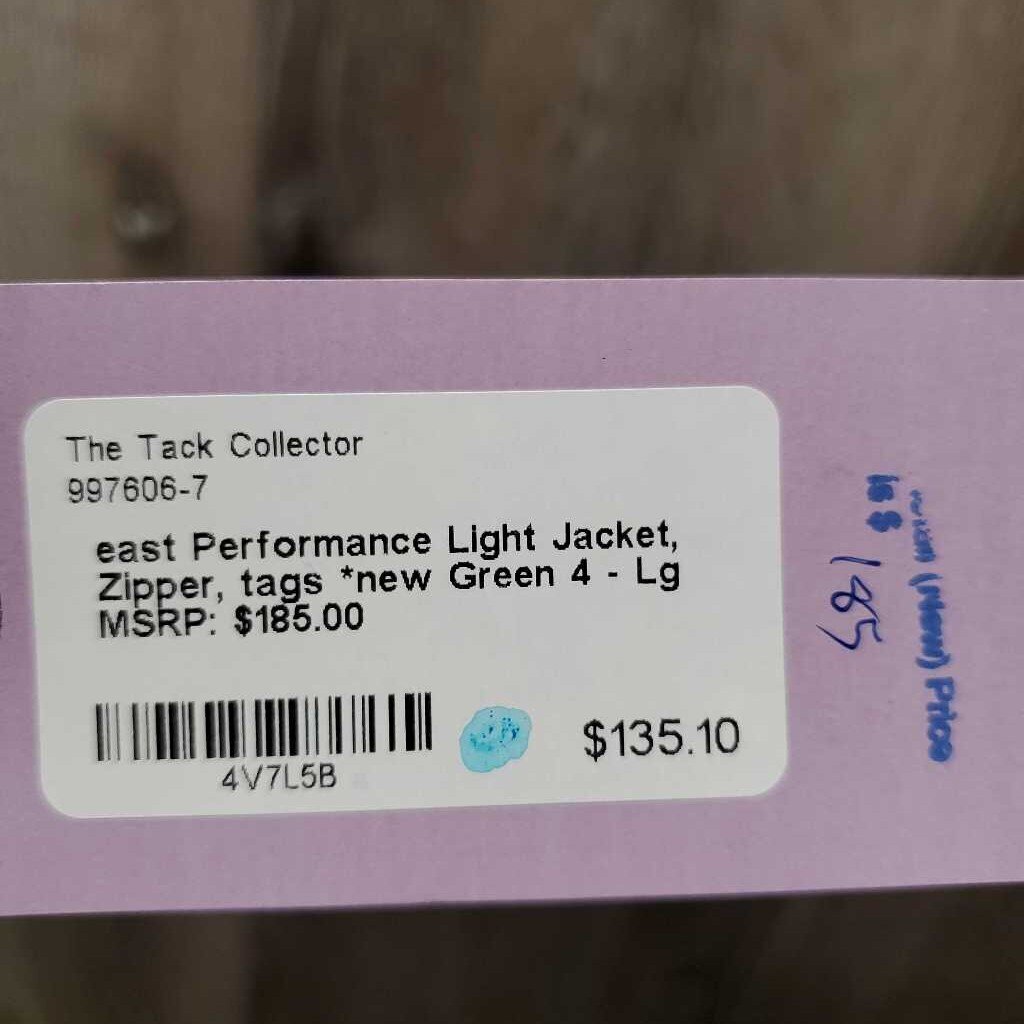 The Tack Collector
997606-7
east Performance Light Jacket,
Zipper, tags *new Green 4 - Lg
MSRP: $185.00
4V7L5B
$135.10
(New) Price
is $ 185